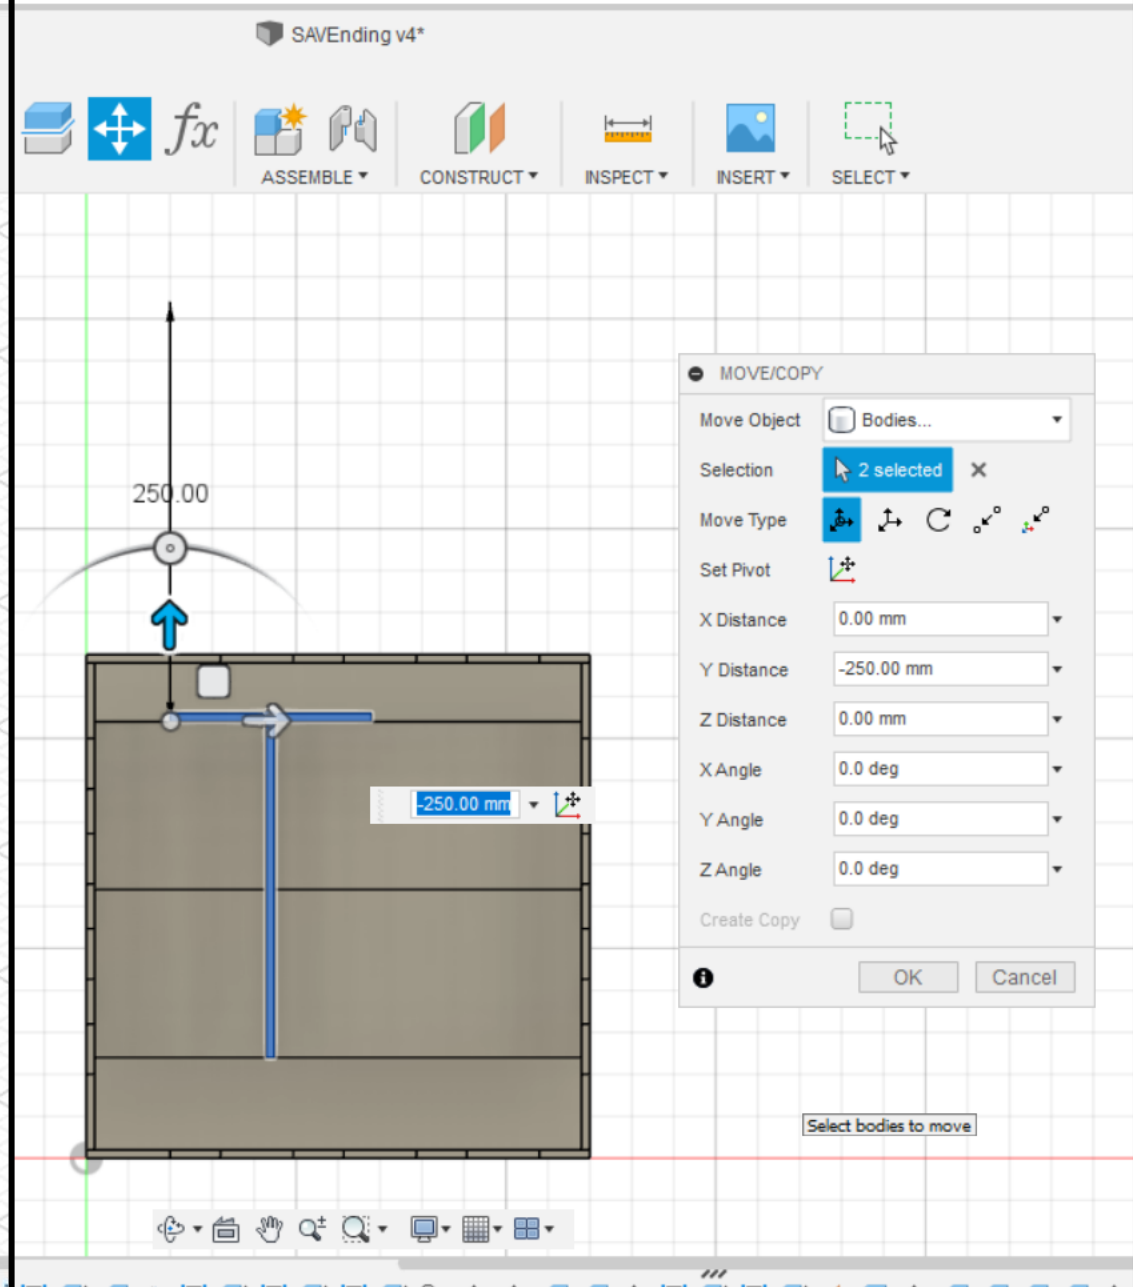 SAVEnding v4*
fx
ASSEMBLE
CONSTRUCT
INSPECT
INSERT
SELECT
250.00
MOVE/COPY
Move Object
Bodies...
Selection
2 selected
Move Type
Set Pivot
X Distance
0.00 mm
Y Distance
-250.00 mm
Z Distance
0.00 mm
-250.00 mm
X Angle
0.0 deg
Y Angle
0.0 deg
Z Angle
0.0 deg
Create Copy
OK
Cancel
Select bodies to move